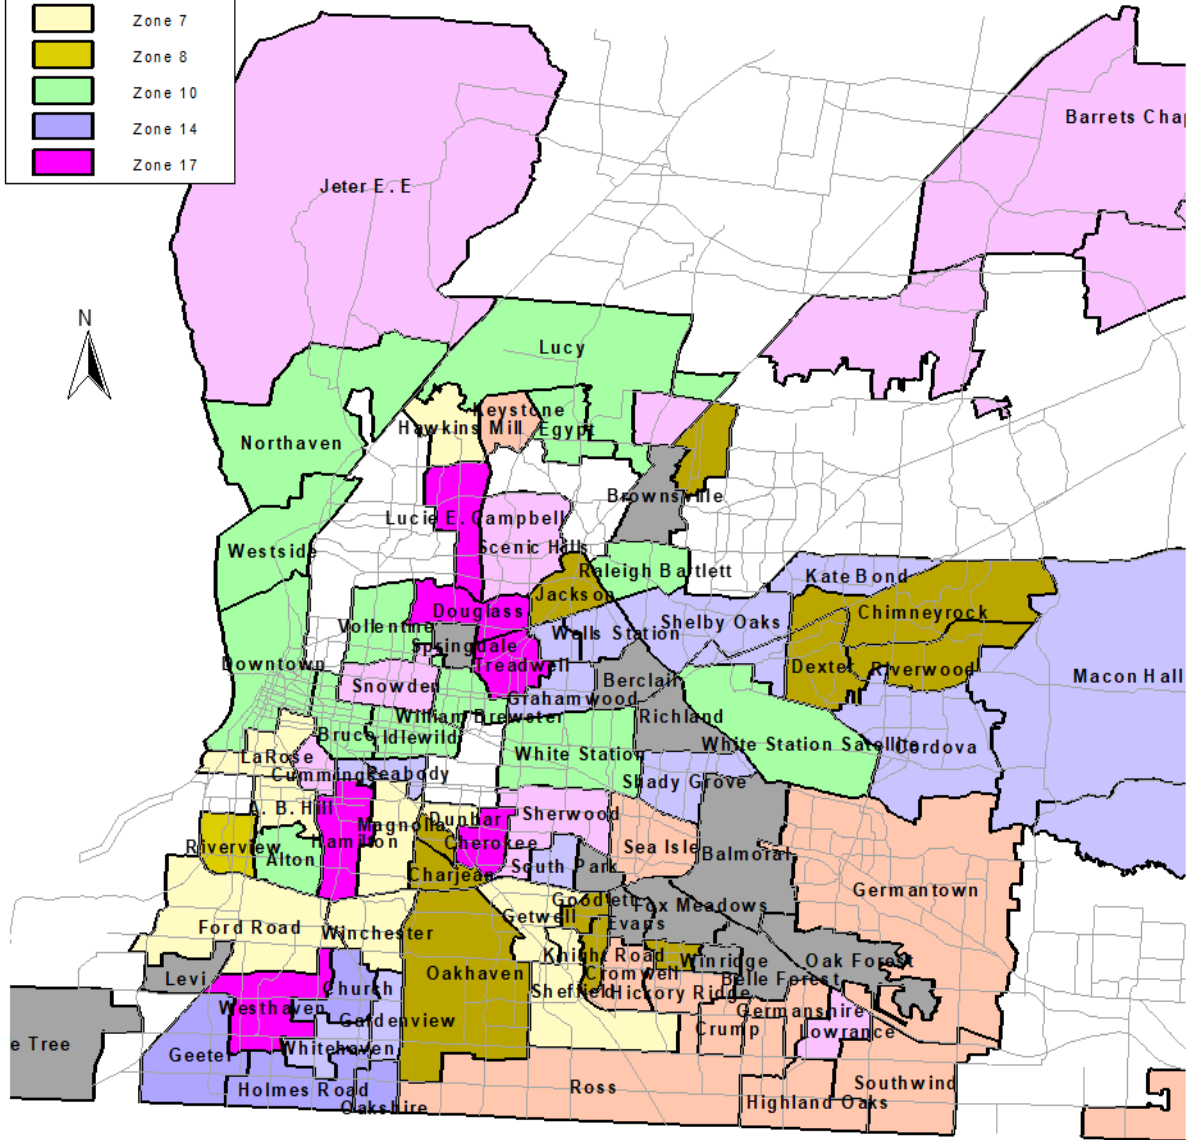 Zone 7
Zone 8
Zone 10
Zone 14
Zone 17
Barrets Chap
Jeter E. E
N
Lucy
Keystone
Hawkins Mill
Egypt
Northaven
Brownsville
Lucie E. Campbell
Scenic Hills
Westside
Raleigh Bartlett
Kate Bond
Jackson
Chimneyrock
Douglass
Shelby Oaks
Vollentine
Wells Station
Springdale
Downtown
Treadwell
Dexter
Riverwood
Macon Hall
Berclair
Snowden
Grahamwood
William Brewster
Richland
Bruce
Idlewild
White Station
White Station Satellite
Cordova
LaRose
Cummings
Peabody
Shady Grove
A. B. Hill
Dunbar
Sherwood
Magnolia
Hamilton
Cherokee
Riverview
Alton
Sea Isle
Balmoral
South Park
Charjean
Germantown
Goodlett
Fox Meadows
Getwell
Evans
Ford Road
Winchester
Knight Road
Winridge
Oak Forest
Levi
Oakhaven
Cromwell
Belle Forest
Church
Sheffield
Hickory Ridge
Westhaven
Germanshire
Gardenview
Crump
Lowrance
e Tree
Geeter
Whitehaven
Ross
Southwind
Holmes Road
Highland Oaks
Oakshire